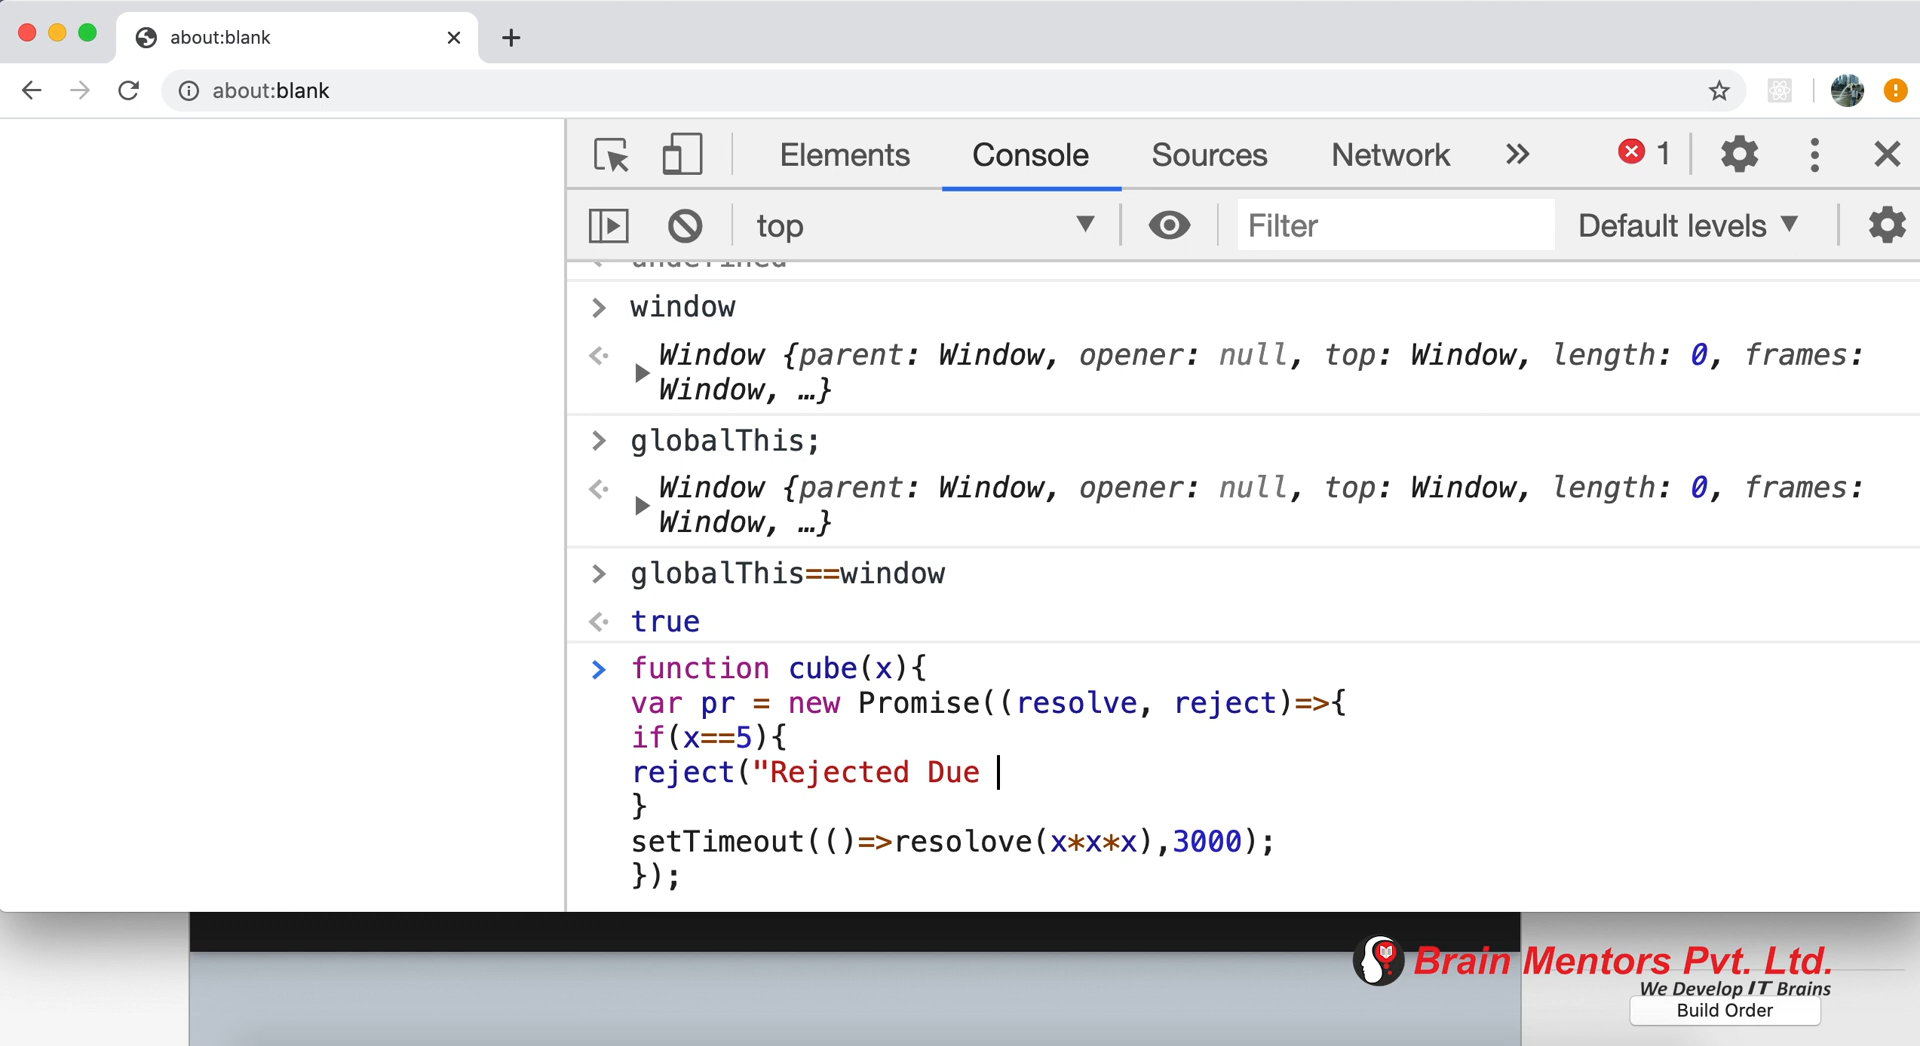 about:blank
about:blank
Elements Console Sources Network 1
top Filter Default levels
undefined
window
Window {parent: Window, opener: null, top: Window, length: 0, frames:
Window, …}
globalThis;
Window {parent: Window, opener: null, top: Window, length: 0, frames:
Window, …}
globalThis==window
true
function cube(x){
var pr = new Promise((resolve, reject)=>{
if(x==5){
reject("Rejected Due
}
setTimeout(()=>resolove(x*x*x),3000);
});
Brain Mentors Pvt. Ltd.
We Develop IT Brains
Build Order